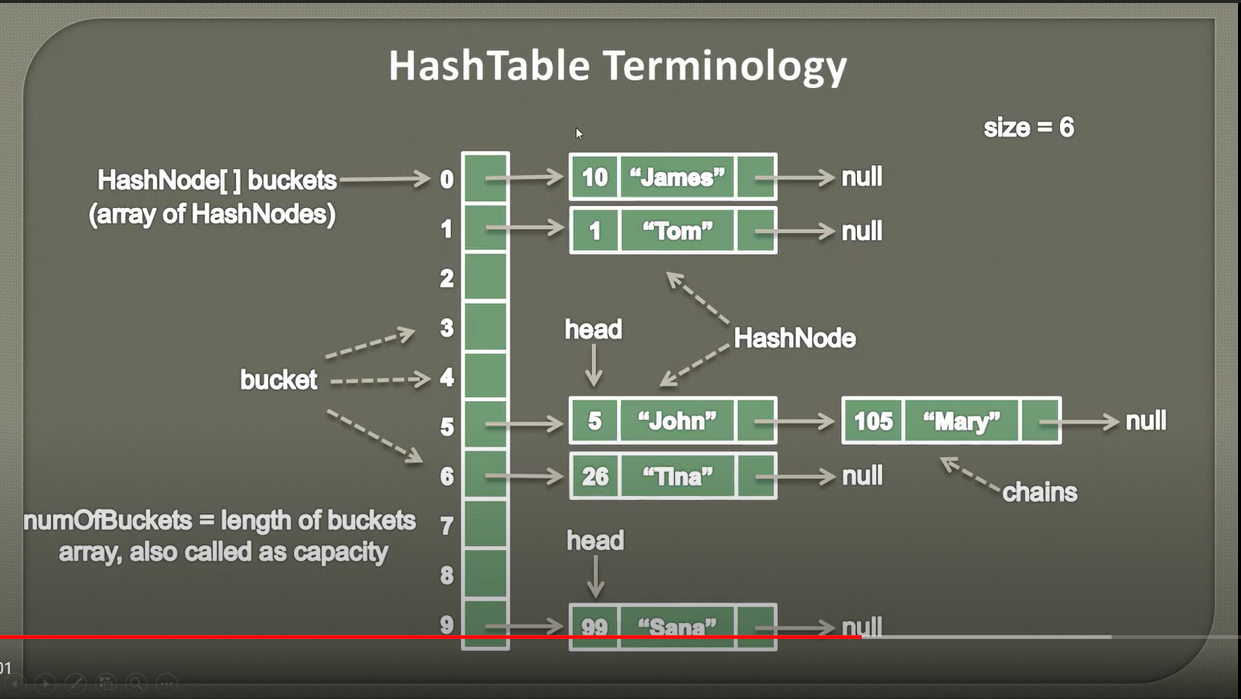 HashTable Terminology
size = 6
HashNode[ ] buckets
(array of HashNodes)
0
10 “James” null
1
1 “Tom” null
2
3
head
HashNode
bucket
4
5
5 “John”
105 “Mary” null
6
26 “Tina” null
chains
numOfBuckets = length of buckets
array, also called as capacity
7
head
8
9
99 “Sana” null
01